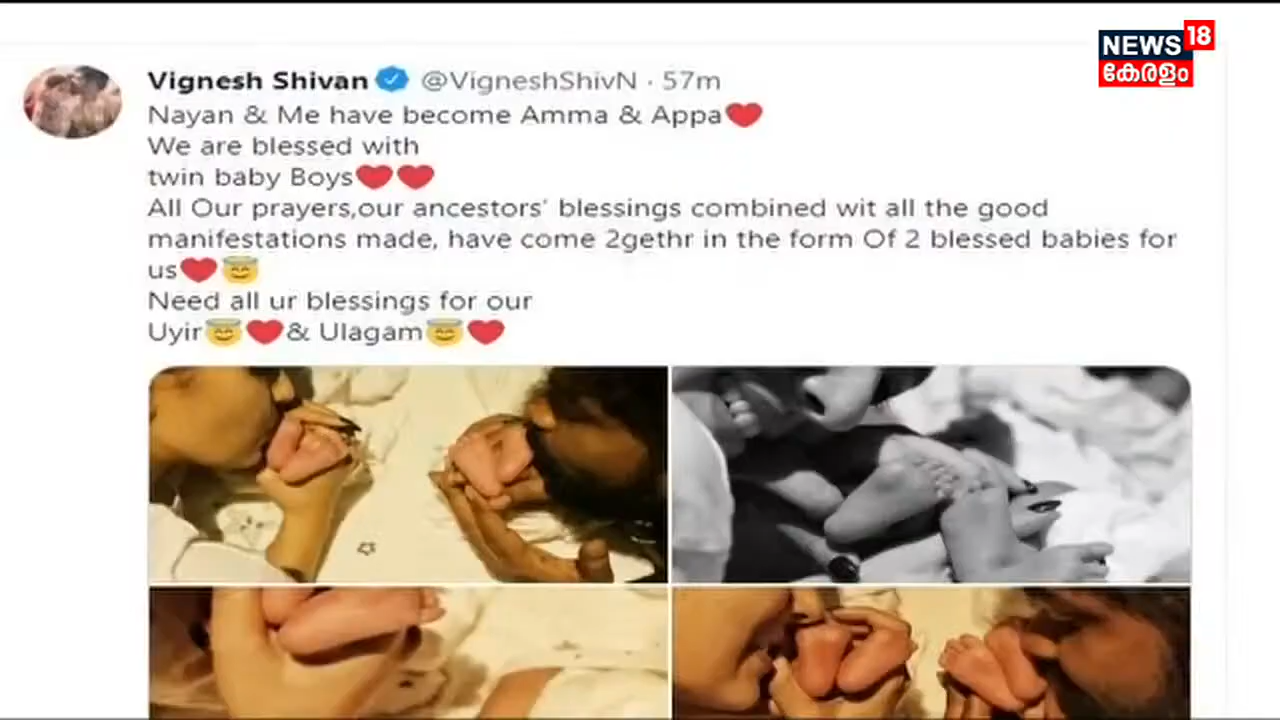 NEWS 18
കേരളം
Vignesh Shivan @VigneshShivN · 57m
Nayan & Me have become Amma & Appa❤️
We are blessed with
twin baby Boys❤️❤️
All Our prayers,our ancestors' blessings combined wit all the good
manifestations made, have come 2gethr in the form Of 2 blessed babies for
us❤️😇
Need all ur blessings for our
Uyir😇❤️& Ulagam😇❤️